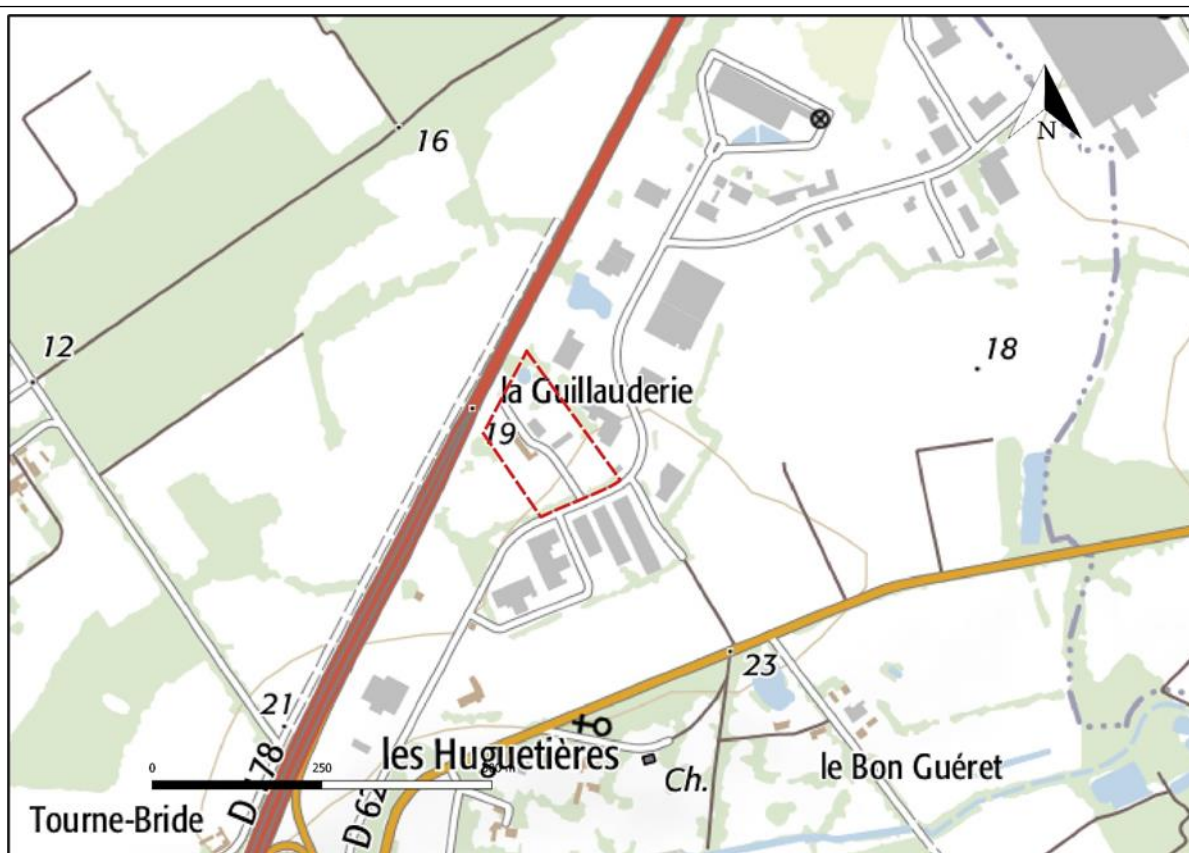 16
N
12
18
la Guillauderie
19
23
21
les Huguetières
le Bon Guéret
0
250
Ch.
D 178
D 62
Tourne-Bride